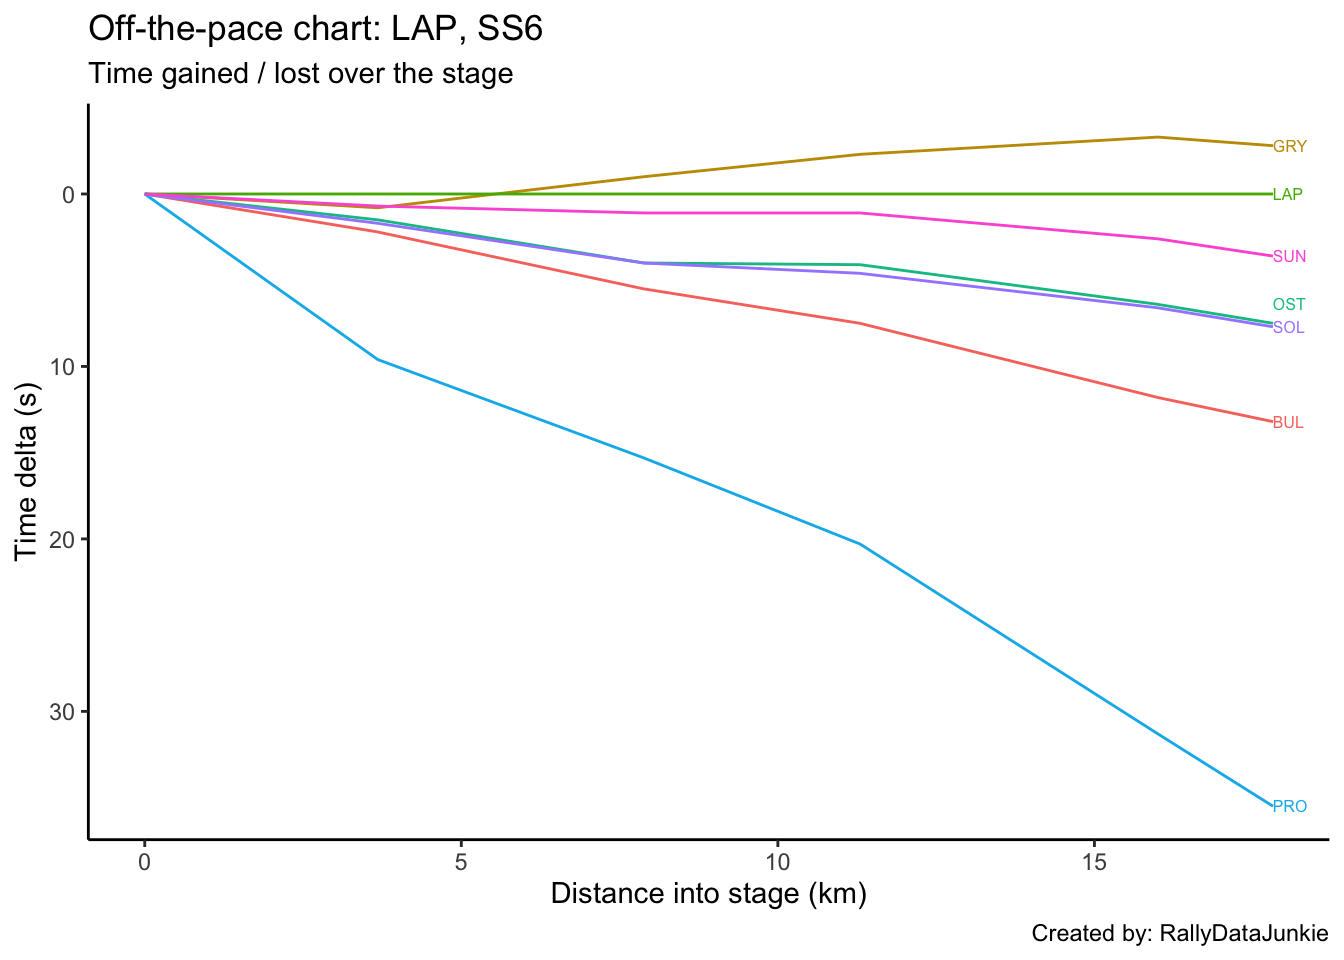 Off-the-pace chart: LAP, SS6
Time gained / lost over the stage
Time delta (s)
0
10
20
30
GRY
LAP
SUN
OST
SOL
BUL
PRO
0 5 10 15
Distance into stage (km)
Created by: RallyDataJunkie